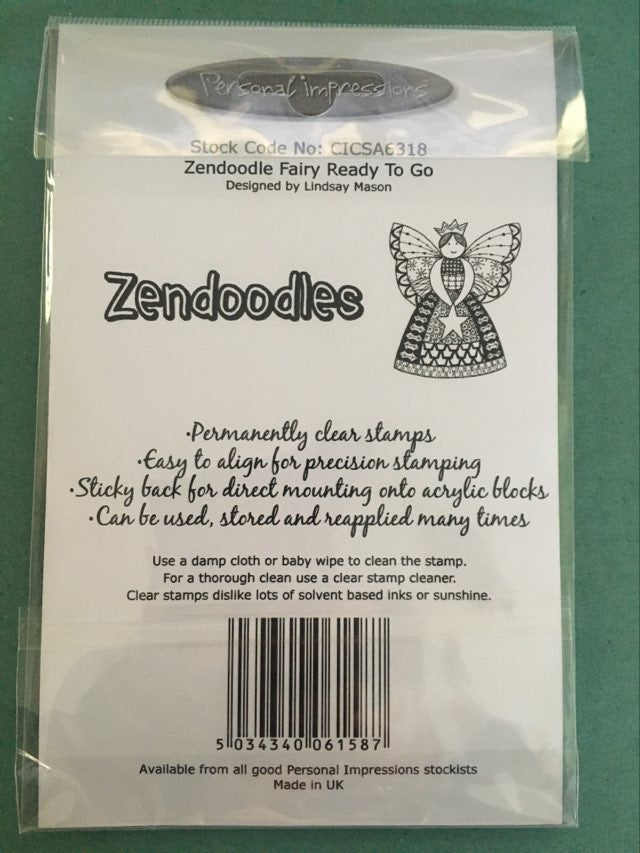 Personal impressions
Stock Code No: CICSA6318
Zendoodle Fairy Ready To Go
Designed by Lindsay Mason
Zendoodles
·Permanently clear stamps
·Easy to align for precision stamping
·Sticky back for direct mounting onto acrylic blocks
·Can be used, stored and reapplied many times
Use a damp cloth or baby wipe to clean the stamp.
For a thorough clean use a clear stamp cleaner.
Clear stamps dislike lots of solvent based inks or sunshine.
5 034340 061587
Available from all good Personal Impressions stockists
Made in UK